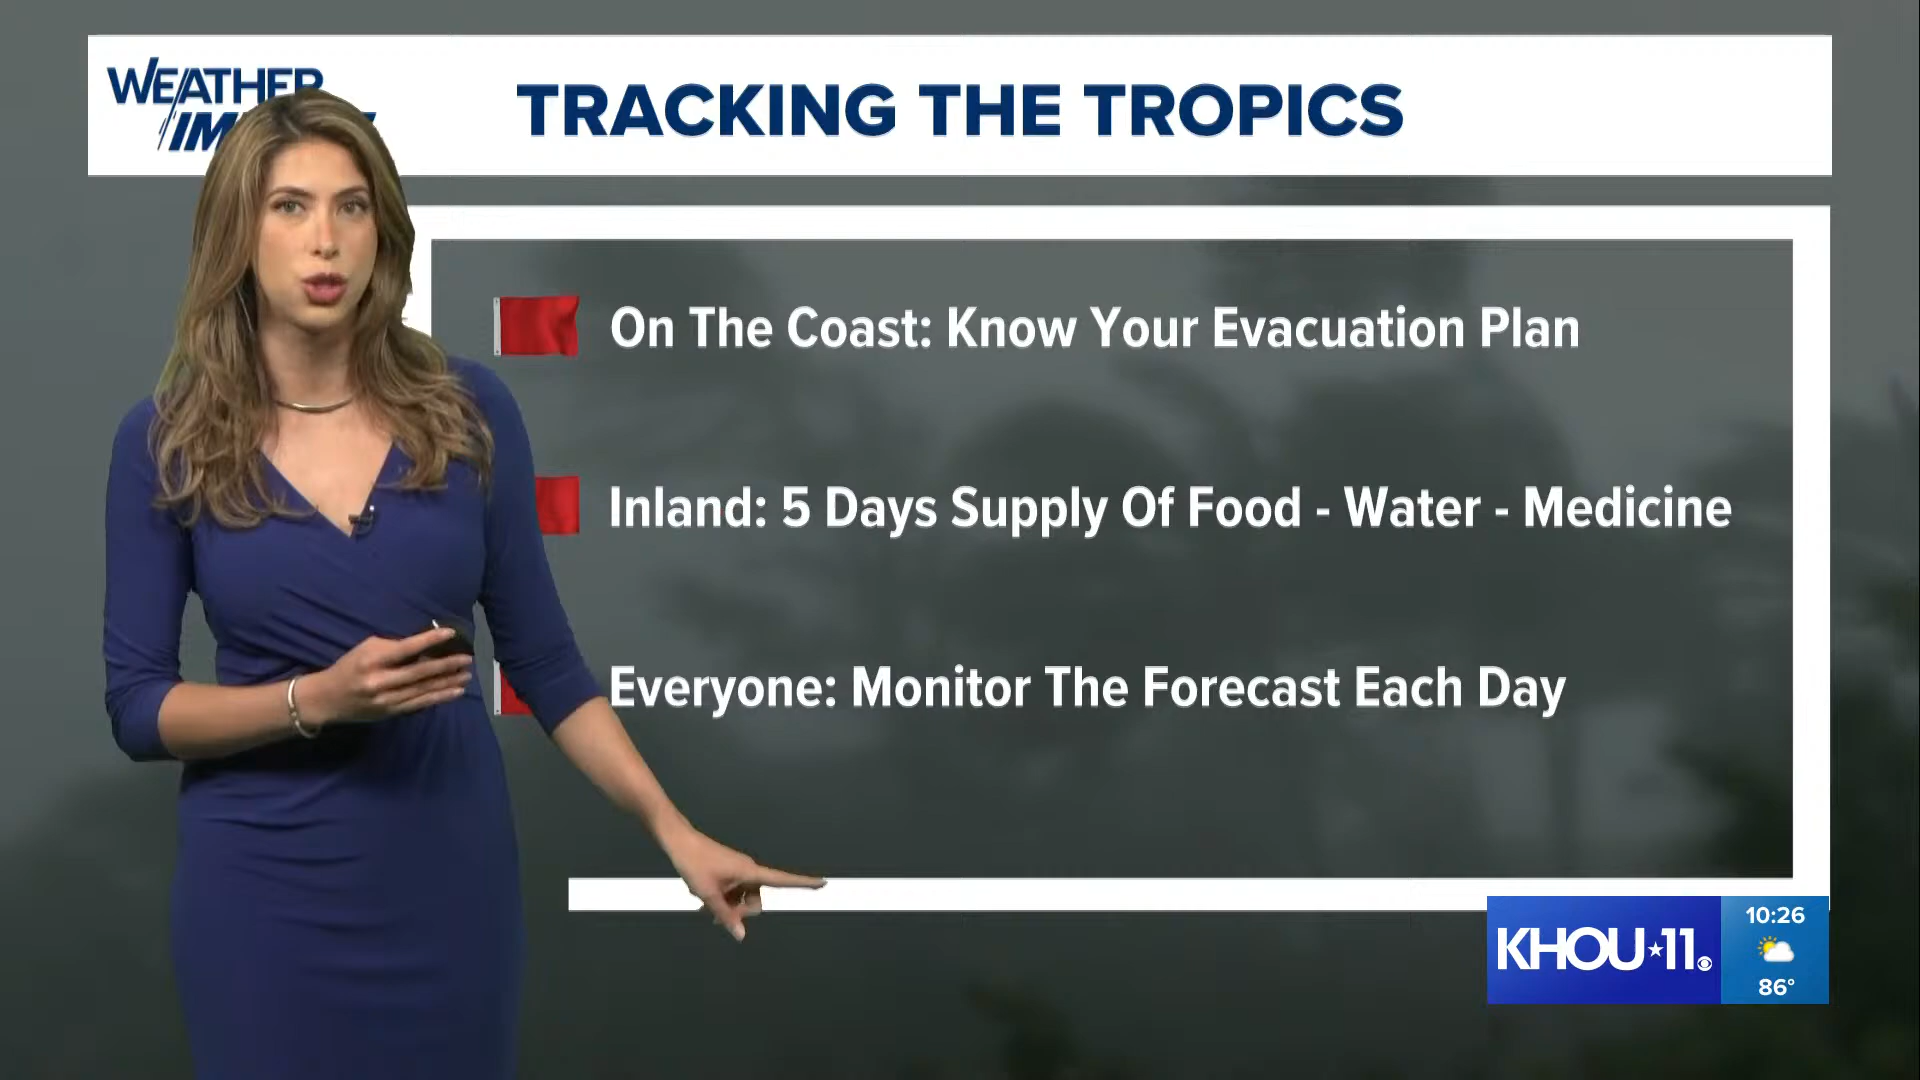 WEATHER
TRACKING THE TROPICS
On The Coast: Know Your Evacuation Plan
Inland: 5 Days Supply Of Food - Water - Medicine
Everyone: Monitor The Forecast Each Day
KHOU★11
10:26
86°